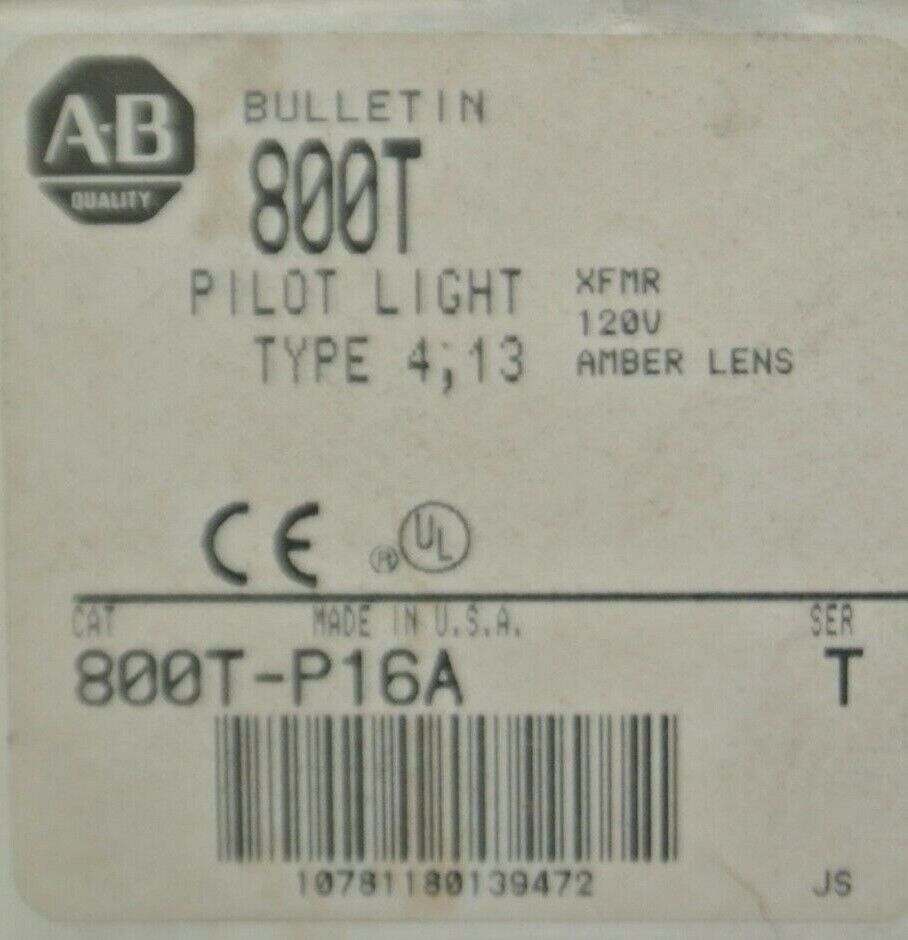 A-B
QUALITY
BULLETIN
800T
PILOT LIGHT
TYPE 4;13
XFMR
120V
AMBER LENS
CE ® UL
CAT MADE IN U.S.A. SER
800T-P16A T
10781180139472
JS